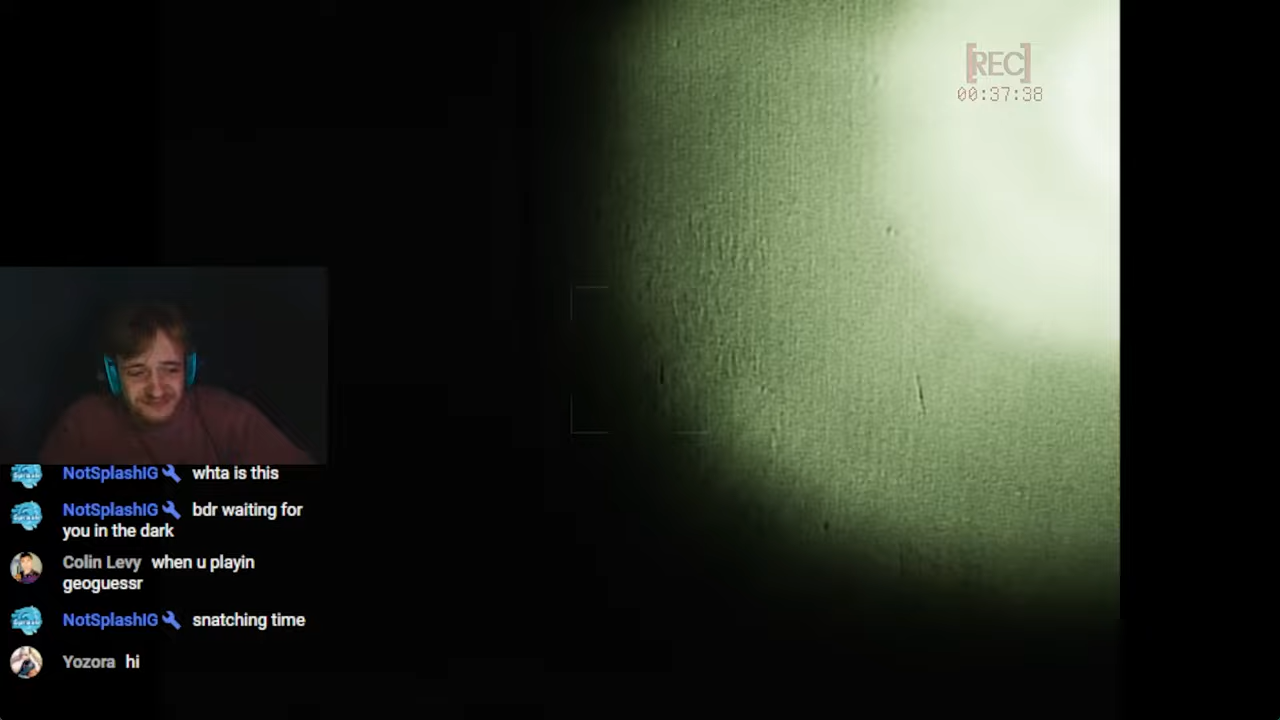 [REC]
00:37:38
NotSplashIG whta is this
NotSplashIG bdr waiting for
you in the dark
Colin Levy when u playin
geoguessr
NotSplashIG snatching time
Yozora hi